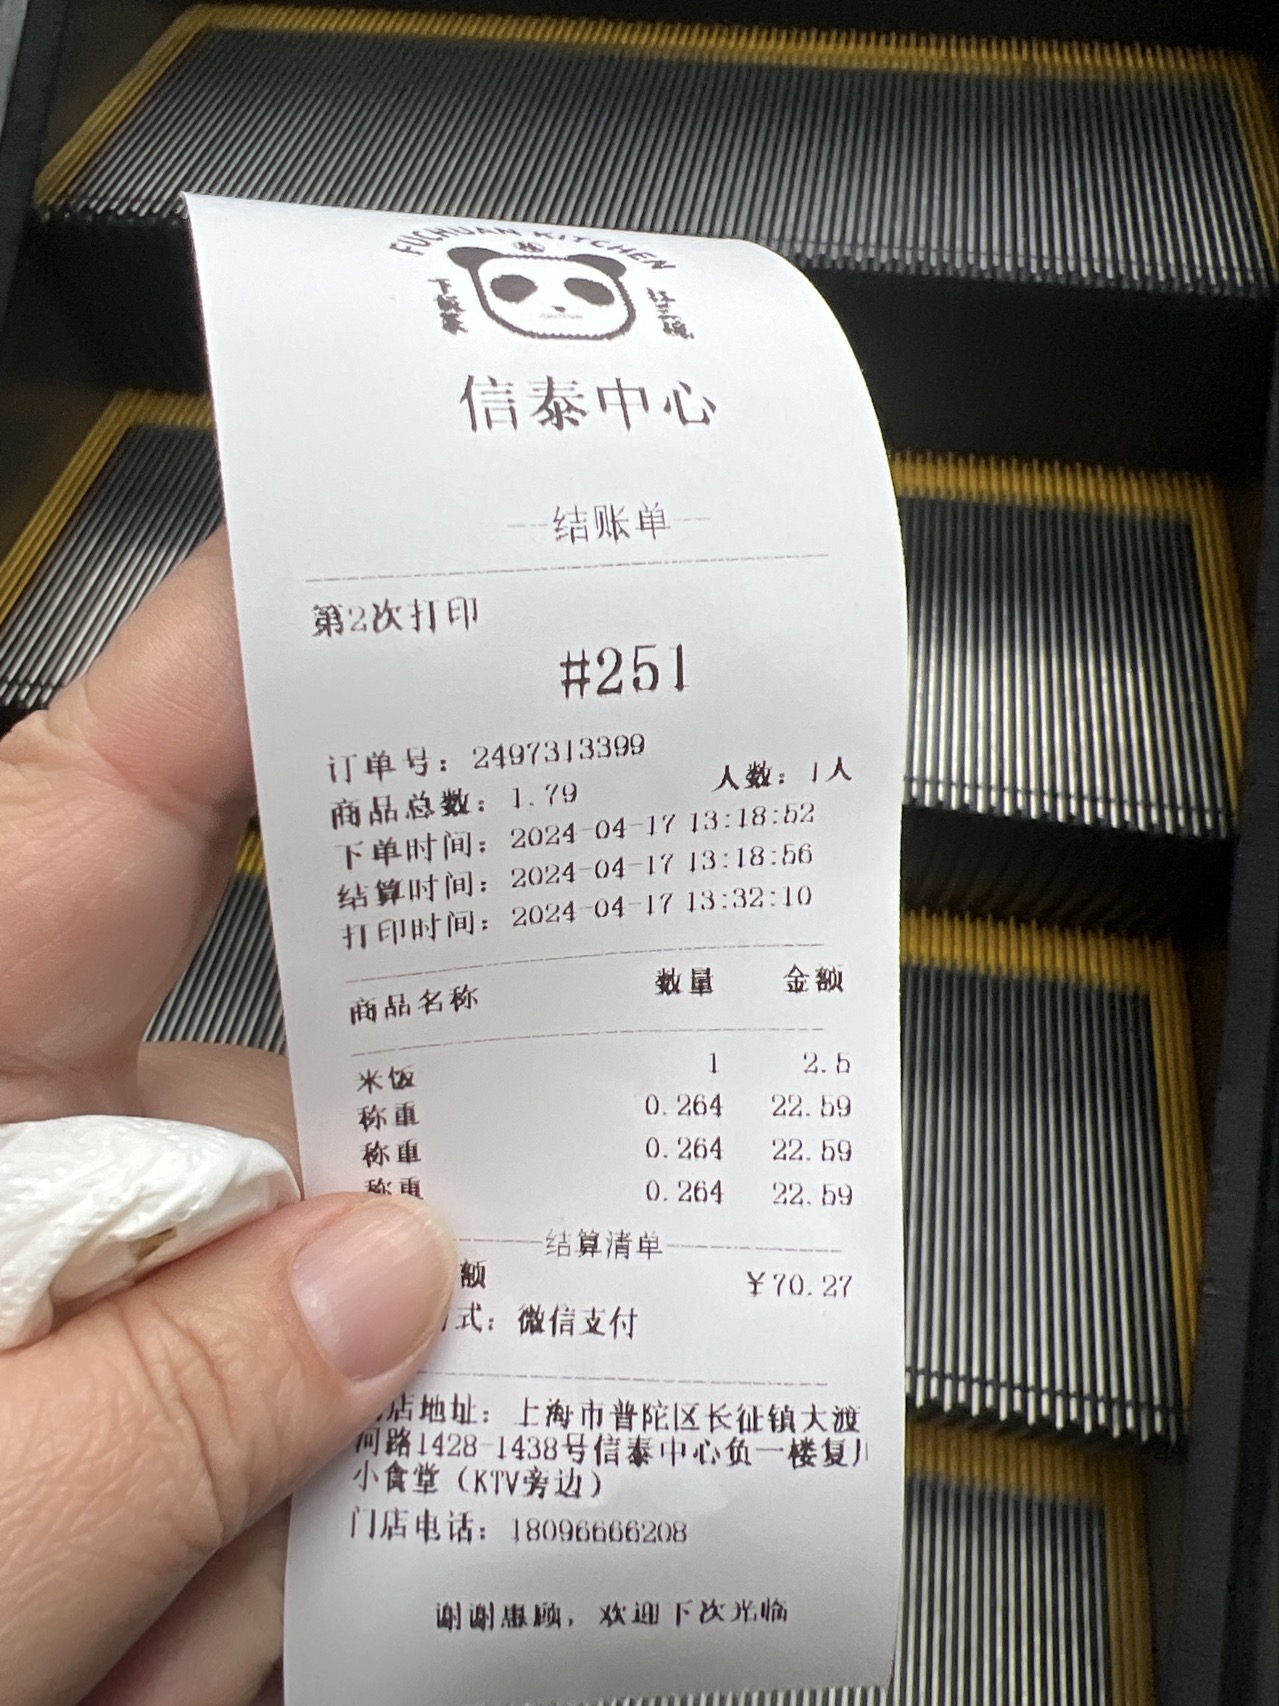 FUCHUAN KITCHEN
下饭菜
信泰中心
结账单
第2次打印
#251
订单号：2497313399
商品总数：1.79 人数：1人
下单时间：2024-04-17 13:18:52
结算时间：2024-04-17 13:18:56
打印时间：2024-04-17 13:32:10
商品名称 数量 金额
米饭 1 2.5
称重 0.264 22.59
称重 0.264 22.59
称重 0.264 22.59
结算清单
额 ￥70.27
式：微信支付
店地址：上海市普陀区长征镇大渡
河路1428-1438号信泰中心负一楼复川
小食堂（KTV旁边）
门店电话：18096666208
谢谢惠顾，欢迎下次光临